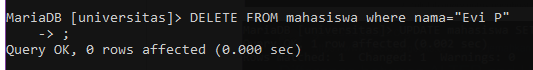 MariaDB [universitas]> DELETE FROM mahasiswa where nama="Evi P"
    -> ;
Query OK, 0 rows affected (0.000 sec)